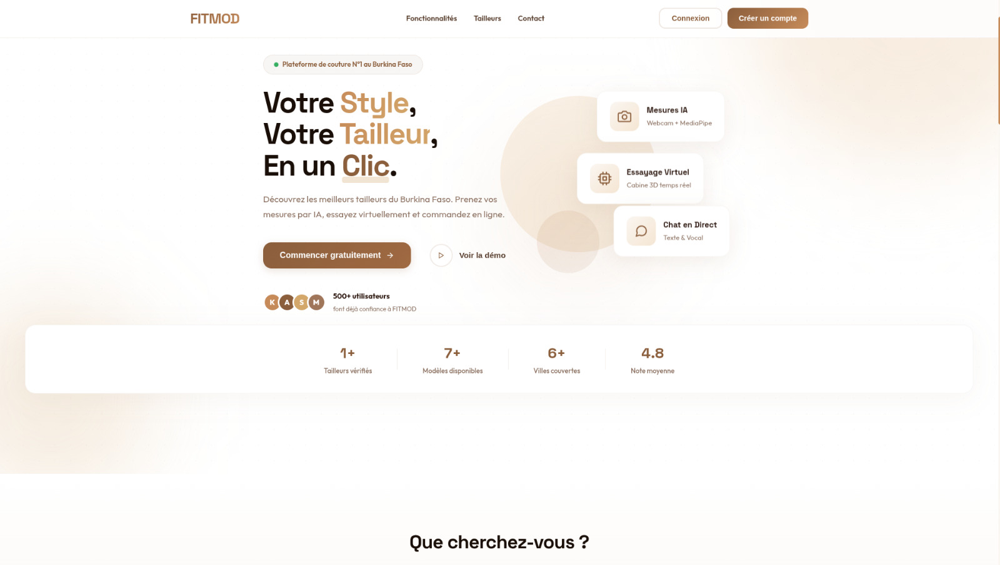 FITMOD
Fonctionnalités
Tailleurs
Contact
Connexion
Créer un compte
Plateforme de couture N°1 au Burkina Faso
Votre Style,
Votre Tailleur,
En un Clic.
Découvrez les meilleurs tailleurs du Burkina Faso. Prenez vos
mesures par IA, essayez virtuellement et commandez en ligne.
Commencer gratuitement
Voir la démo
K A S M
500+ utilisateurs
font déjà confiance à FITMOD
Mesures IA
Webcam + MediaPipe
Essayage Virtuel
Cabine 3D temps réel
Chat en Direct
Texte & Vocal
1+
Tailleurs vérifiés
7+
Modèles disponibles
6+
Villes couvertes
4.8
Note moyenne
Que cherchez-vous ?